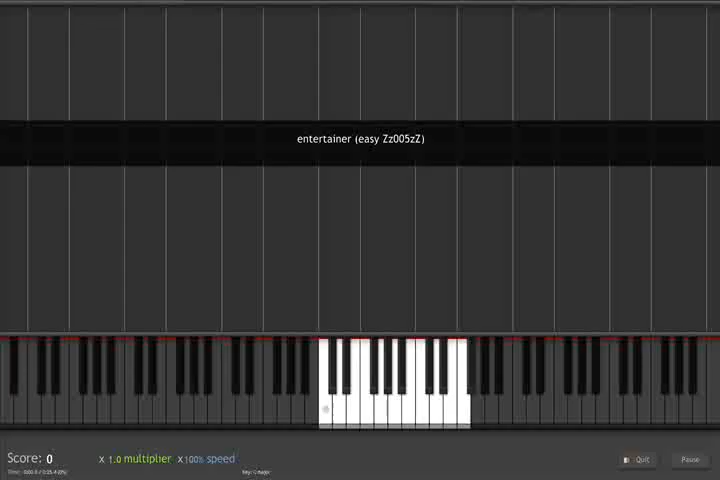 entertainer (easy Zz005zZ)
Score: 0
x 1.0 multiplier x100% speed
Quit
Pause